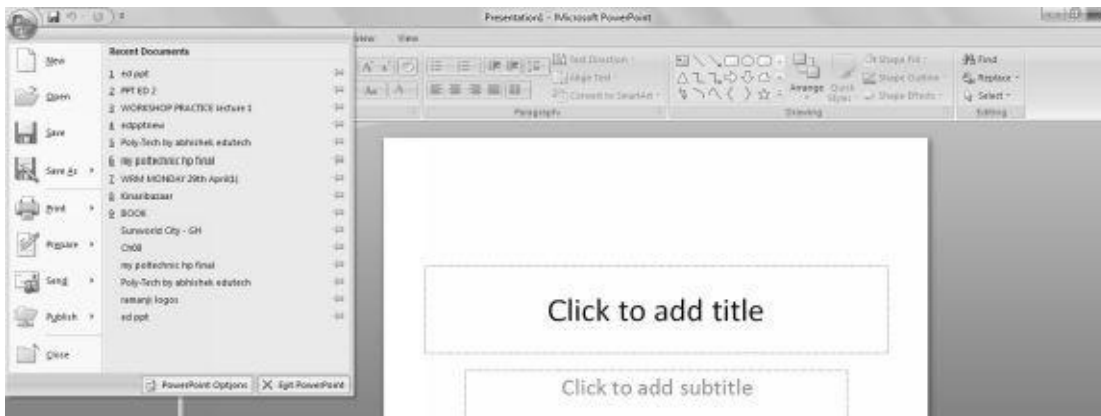 Presentation1 - Microsoft PowerPoint
View
New
Open
Save
Save As
Print
Prepare
Send
Publish
Close
Recent Documents
1 ed ppt
2 PPT ED 2
3 WORKSHOP PRACTICE lecture 1
4 edpptnew
5 Poly-Tech by abhishek edutech
6 my poltechnic hp final
7 WRM MONDAY 29th April(1
8 Kinaribazaar
9 BOOK
Sunworld City - GH
Ch08
my poltechnic hp final
Poly-Tech by abhishek edutech
ramanji logos
ed ppt
PowerPoint Options
Exit PowerPoint
Text Direction
Align Text
Convert to SmartArt
Paragraph
Arrange
Quick Styles
Shape Fill
Shape Outline
Shape Effects
Drawing
Find
Replace
Select
Editing
Click to add title
Click to add subtitle